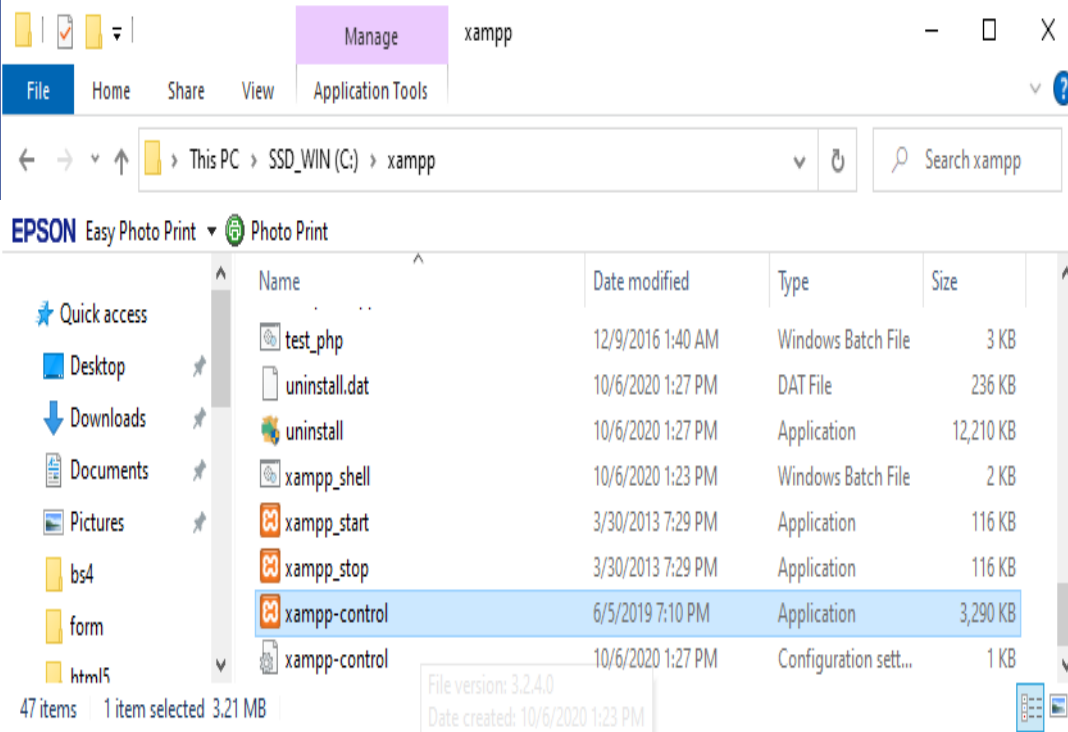 Manage xampp
File Home Share View Application Tools ?
This PC > SSD_WIN (C:) > xampp Search xampp
EPSON Easy Photo Print Photo Print
Name Date modified Type Size
Quick access
Desktop
Downloads
Documents
Pictures
bs4
form
html5
test_php 12/9/2016 1:40 AM Windows Batch File 3 KB
uninstall.dat 10/6/2020 1:27 PM DAT File 236 KB
uninstall 10/6/2020 1:27 PM Application 12,210 KB
xampp_shell 10/6/2020 1:23 PM Windows Batch File 2 KB
xampp_start 3/30/2013 7:29 PM Application 116 KB
xampp_stop 3/30/2013 7:29 PM Application 116 KB
xampp-control 6/5/2019 7:10 PM Application 3,290 KB
xampp-control 10/6/2020 1:27 PM Configuration sett... 1 KB
File version: 3.2.4.0
Date created: 10/6/2020 1:23 PM
47 items 1 item selected 3.21 MB